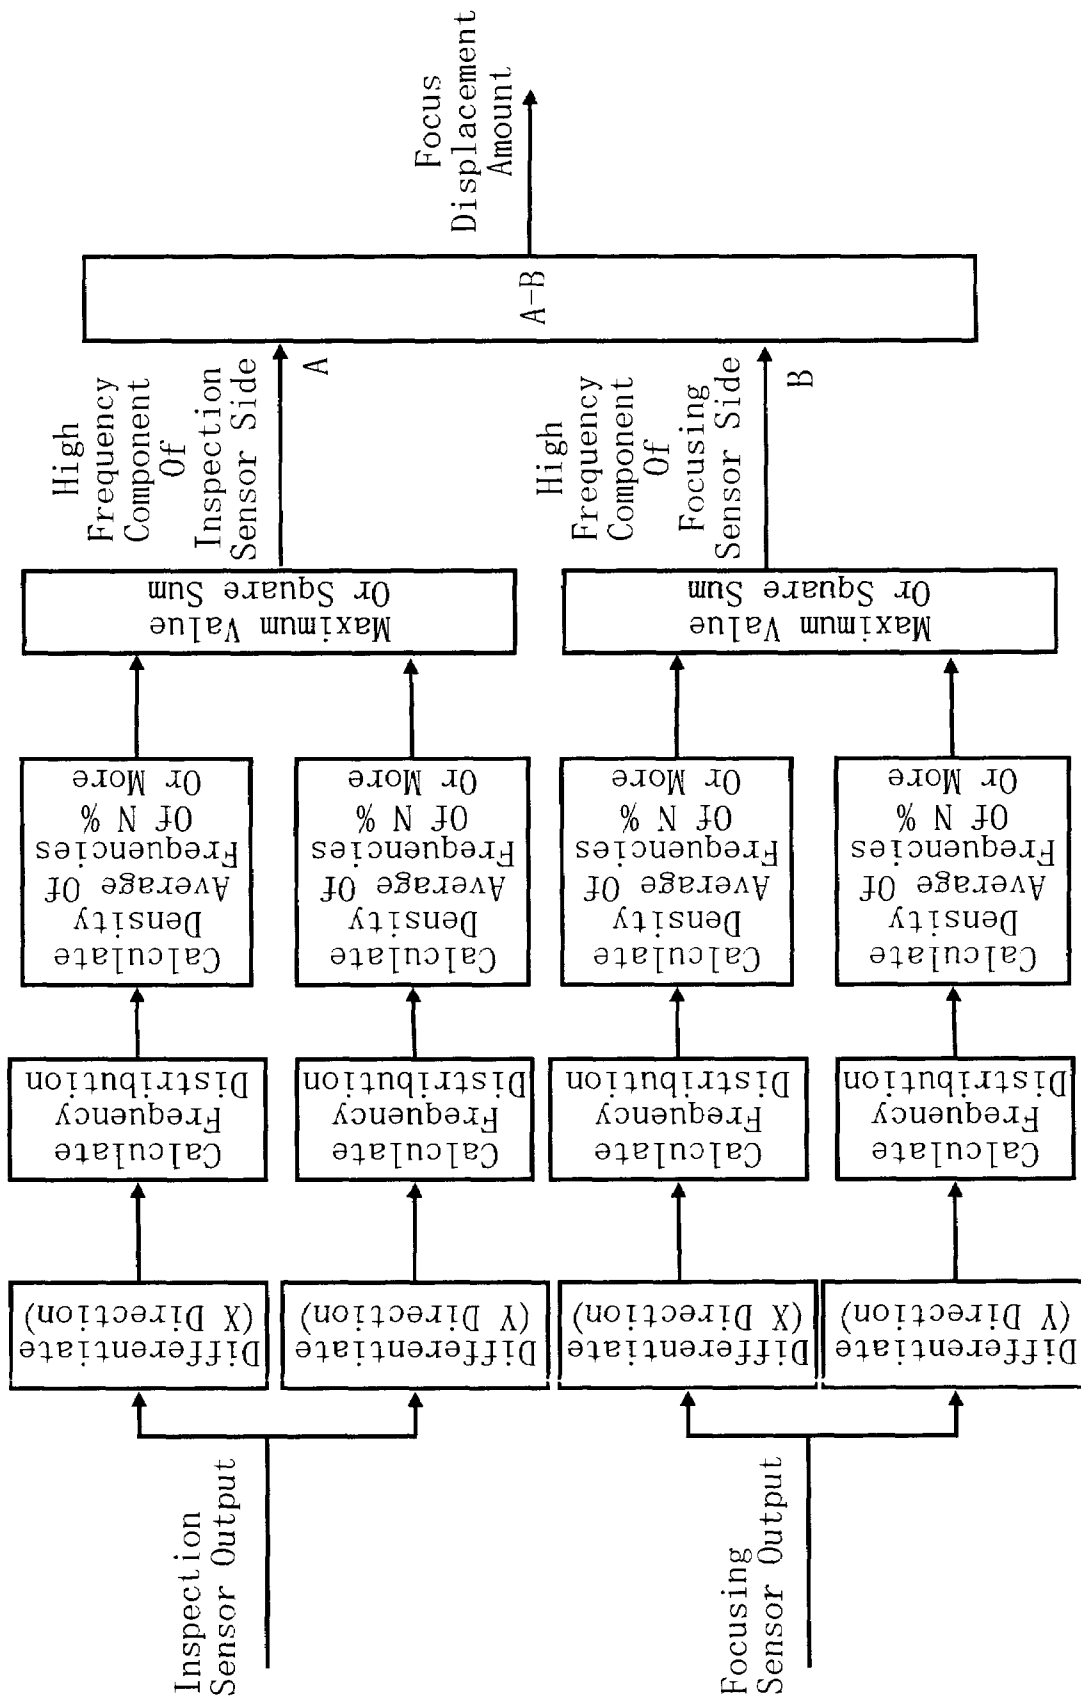 Inspection
Sensor Output
Differentiate
(X Direction)
Calculate
Frequency
Distribution
Calculate
Density
Average Of
Frequencies
Of N %
Or More
Differentiate
(Y Direction)
Calculate
Frequency
Distribution
Calculate
Density
Average Of
Frequencies
Of N %
Or More
Maximum Value
Or Square Sum
High
Frequency
Component
Of
Inspection
Sensor Side
A
Focusing
Sensor Output
Differentiate
(X Direction)
Calculate
Frequency
Distribution
Calculate
Density
Average Of
Frequencies
Of N %
Or More
Differentiate
(Y Direction)
Calculate
Frequency
Distribution
Calculate
Density
Average Of
Frequencies
Of N %
Or More
Maximum Value
Or Square Sum
High
Frequency
Component
Of
Focusing
Sensor Side
B
A-B
Focus
Displacement
Amount